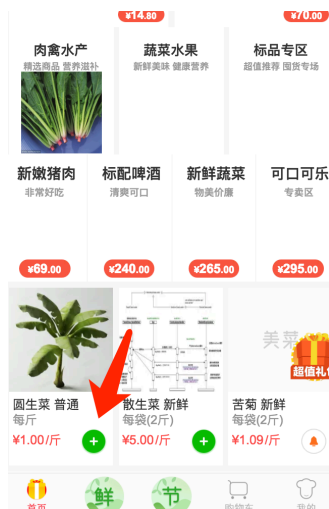 ¥14.80 ¥70.00
肉禽水产 蔬菜水果 标品专区
精选商品 营养滋补 新鲜美味 健康营养 超值推荐 囤货专场
新嫩猪肉 标配啤酒 新鲜蔬菜 可口可乐
非常好吃 清爽可口 物美价廉 专卖区
¥69.00 ¥240.00 ¥265.00 ¥295.00
美菜
超值礼
圆生菜 普通 散生菜 新鲜 苦菊 新鲜
每斤 每袋(2斤) 每袋(2斤)
¥1.00/斤 ¥5.00/斤 ¥1.09/斤
鲜 节
首页 购物车 我的